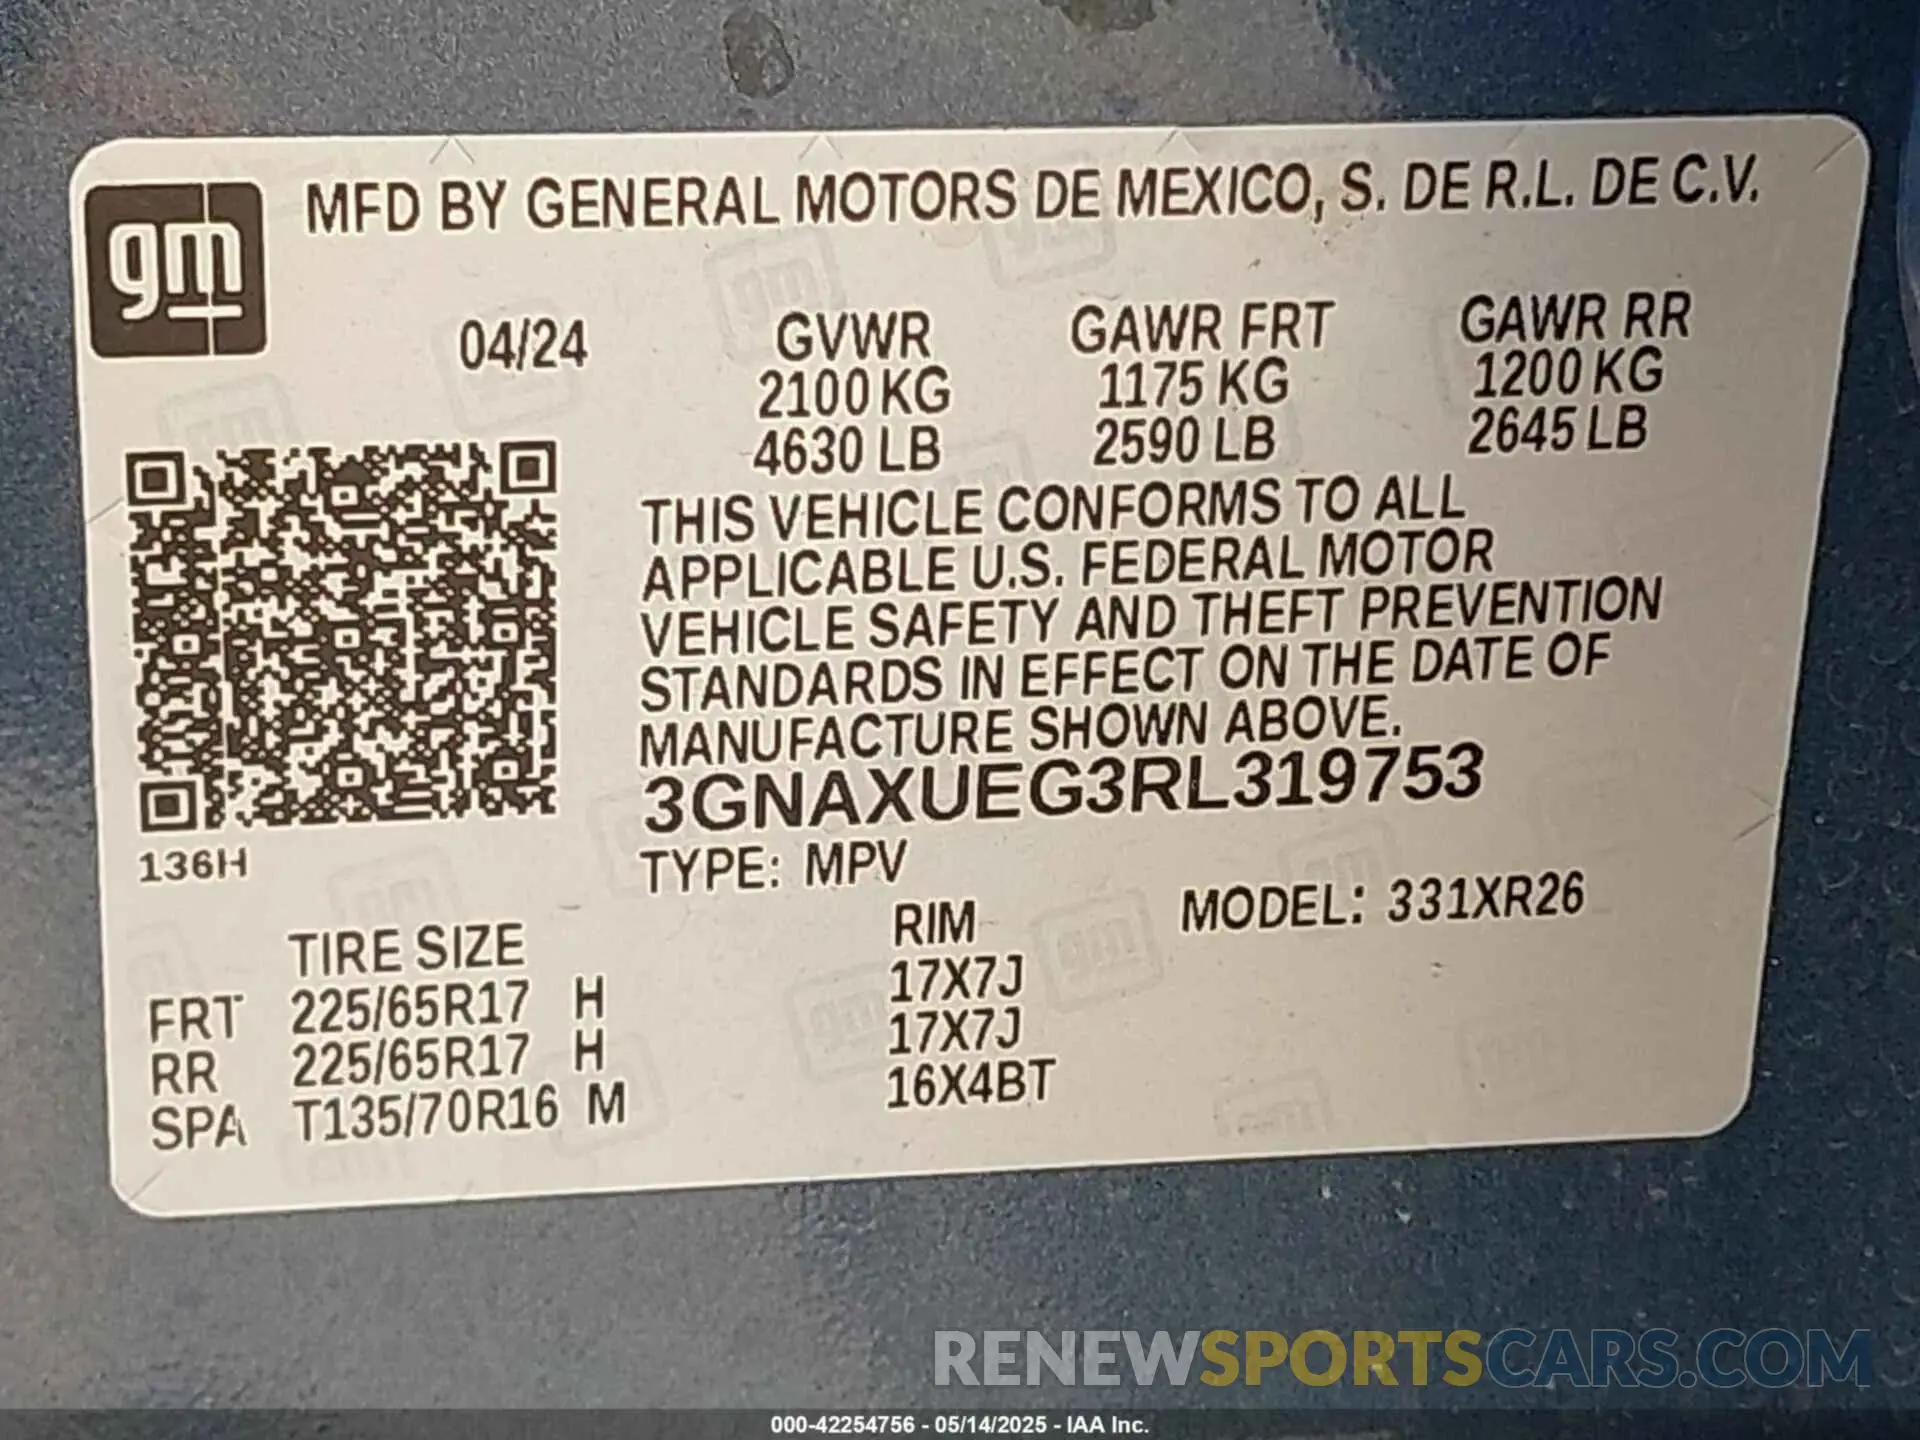 gm
MFD BY GENERAL MOTORS DE MEXICO, S. DE R.L. DE C.V.
04/24
GVWR
2100 KG
4630 LB
GAWR FRT
1175 KG
2590 LB
GAWR RR
1200 KG
2645 LB
THIS VEHICLE CONFORMS TO ALL
APPLICABLE U.S. FEDERAL MOTOR
VEHICLE SAFETY AND THEFT PREVENTION
STANDARDS IN EFFECT ON THE DATE OF
MANUFACTURE SHOWN ABOVE.
3GNAXUEG3RL319753
136H
TYPE: MPV
MODEL: 331XR26
TIRE SIZE RIM
FRT 225/65R17 H 17X7J
RR 225/65R17 H 17X7J
SPA T135/70R16 M 16X4BT
RENEWSPORTSCARS.COM
000-42254756 - 05/14/2025 - IAA Inc.